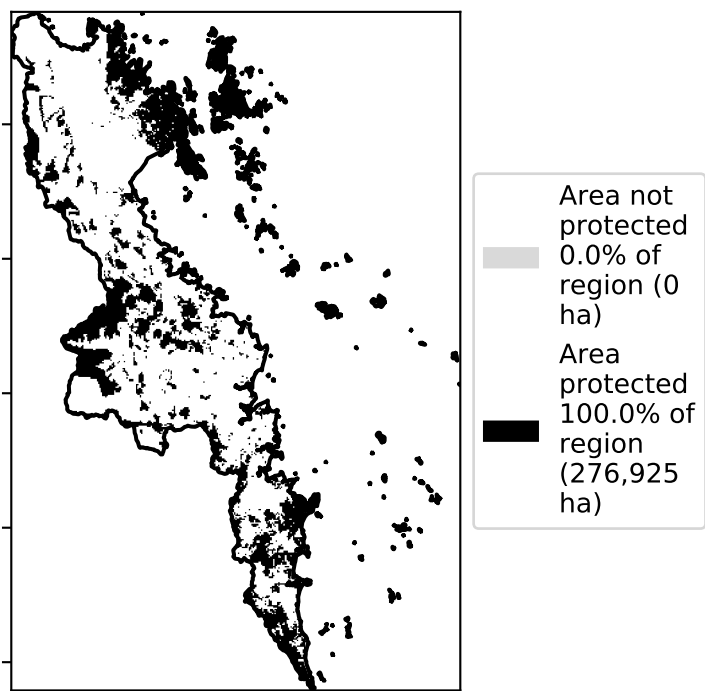 Area not
protected
0.0% of
region (0
ha)
Area
protected
100.0% of
region
(276,925
ha)